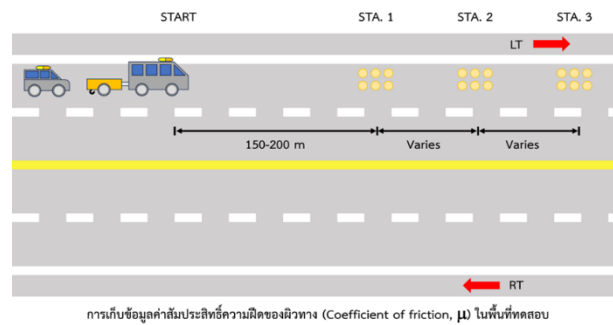 START STA. 1 STA. 2 STA. 3
LT
150-200 m Varies Varies
RT
การเก็บข้อมูลค่าสัมประสิทธิ์ความฝืดของผิวทาง (Coefficient of friction, μ) ในพื้นที่ทดสอบ